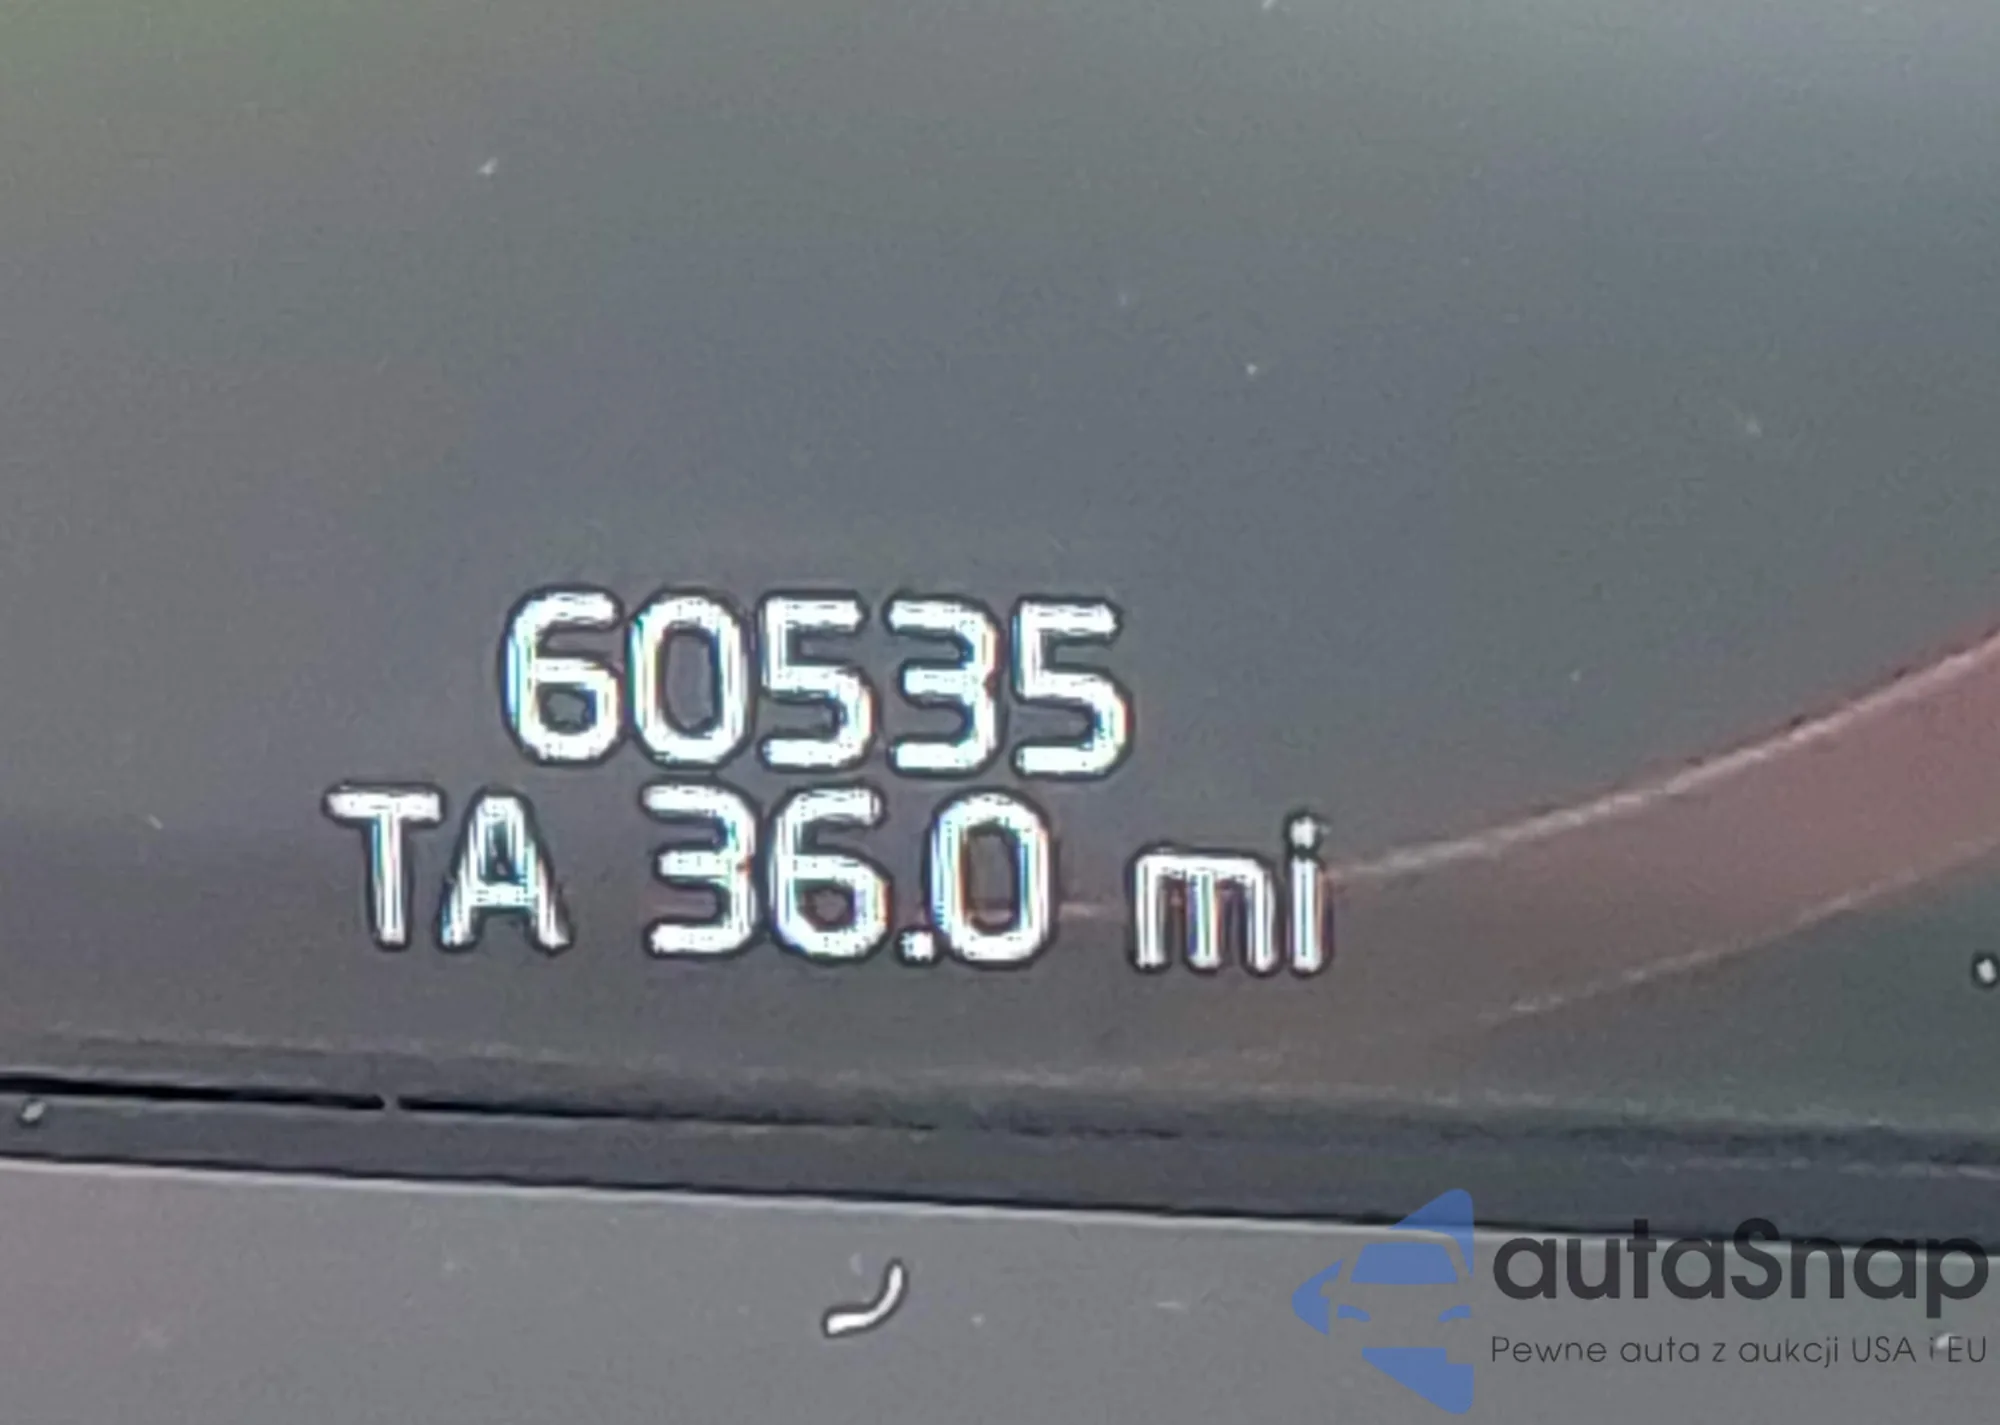 60535
TA 36.0 mi
autaSnap
Pewne auta z aukcji USA i EU